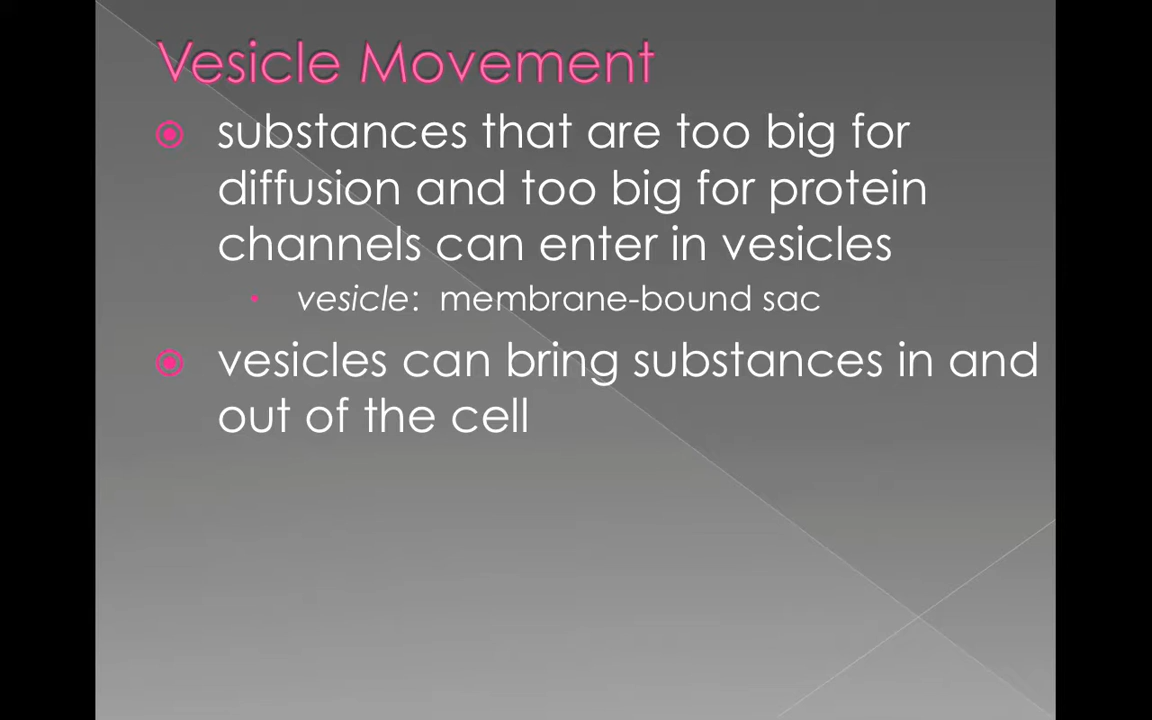 Vesicle Movement
substances that are too big for
diffusion and too big for protein
channels can enter in vesicles
vesicle: membrane-bound sac
vesicles can bring substances in and
out of the cell